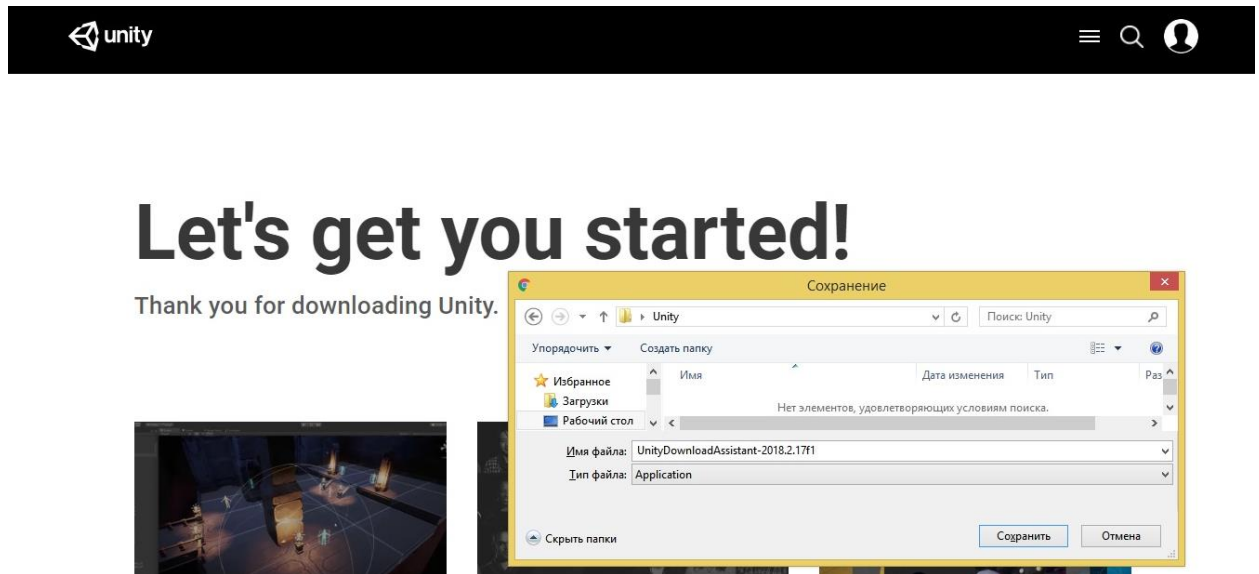 unity
Let's get you started!
Thank you for downloading Unity.
Сохранение
Unity
Поиск: Unity
Упорядочить
Создать папку
Избранное
Загрузки
Рабочий стол
Имя
Дата изменения
Тип
Раз
Нет элементов, удовлетворяющих условиям поиска.
Имя файла: UnityDownloadAssistant-2018.2.17f1
Тип файла: Application
Скрыть папки
Сохранить
Отмена